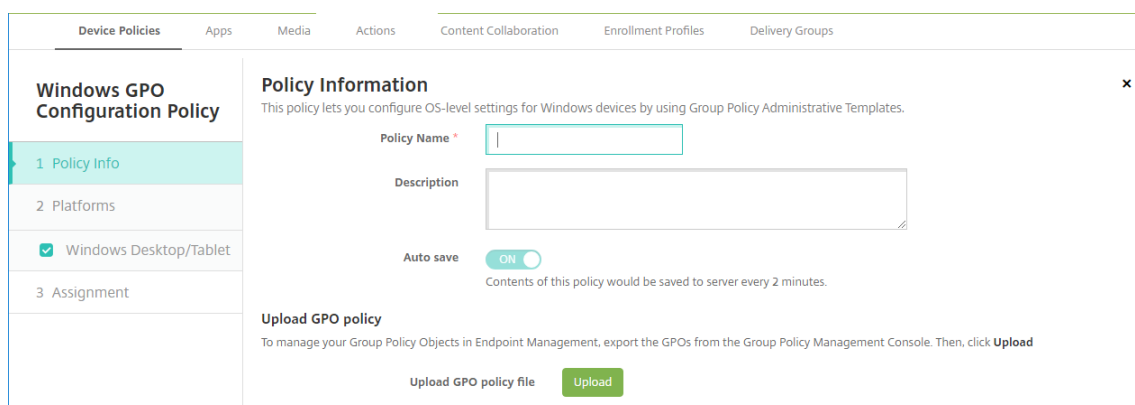 Device Policies Apps Media Actions Content Collaboration Enrollment Profiles Delivery Groups
Windows GPO
Configuration Policy
1 Policy Info
2 Platforms
Windows Desktop/Tablet
3 Assignment
Policy Information
This policy lets you configure OS-level settings for Windows devices by using Group Policy Administrative Templates.
Policy Name *
Description
Auto save ON
Contents of this policy would be saved to server every 2 minutes.
Upload GPO policy
To manage your Group Policy Objects in Endpoint Management, export the GPOs from the Group Policy Management Console. Then, click Upload
Upload GPO policy file Upload